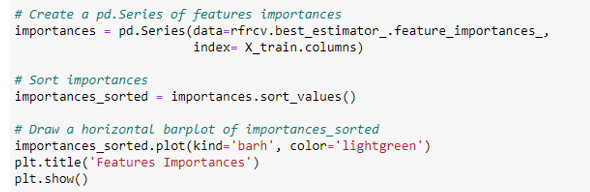 # Create a pd.Series of features importances
importances = pd.Series(data=rfrcv.best_estimator_.feature_importances_,
                        index= X_train.columns)

# Sort importances
importances_sorted = importances.sort_values()

# Draw a horizontal barplot of importances_sorted
importances_sorted.plot(kind='barh', color='lightgreen')
plt.title('Features Importances')
plt.show()